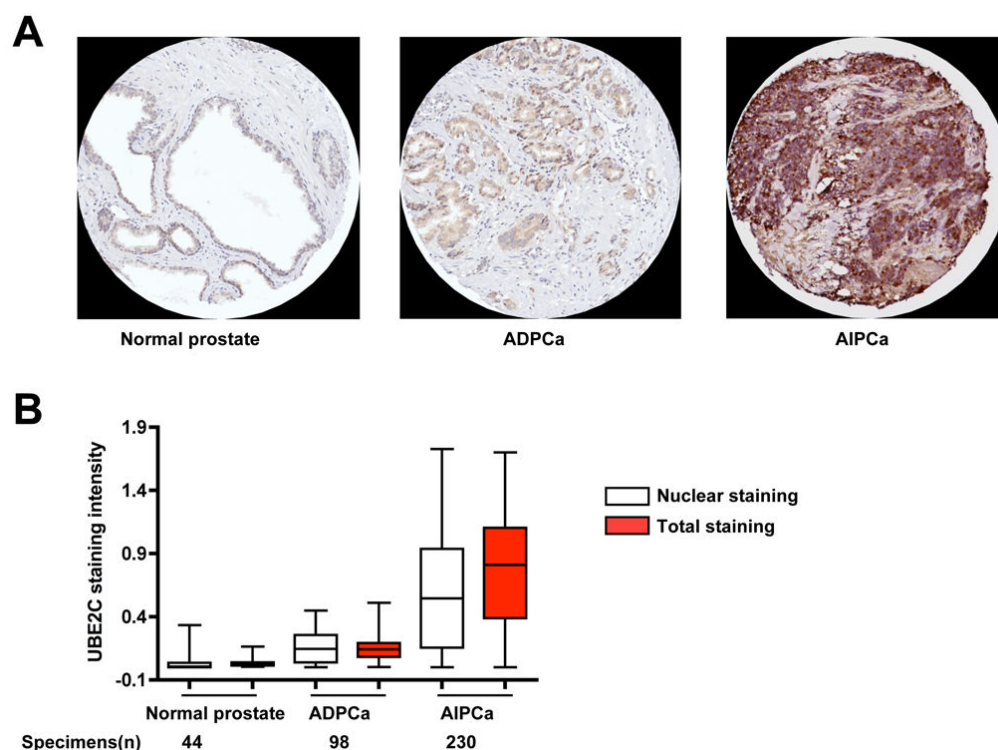 A
Normal prostate
ADPCa
AIPCa
B
UBE2C staining intensity
1.9
1.4
0.9
0.4
-0.1
Nuclear staining
Total staining
Normal prostate ADPCa AIPCa
Specimens(n) 44 98 230